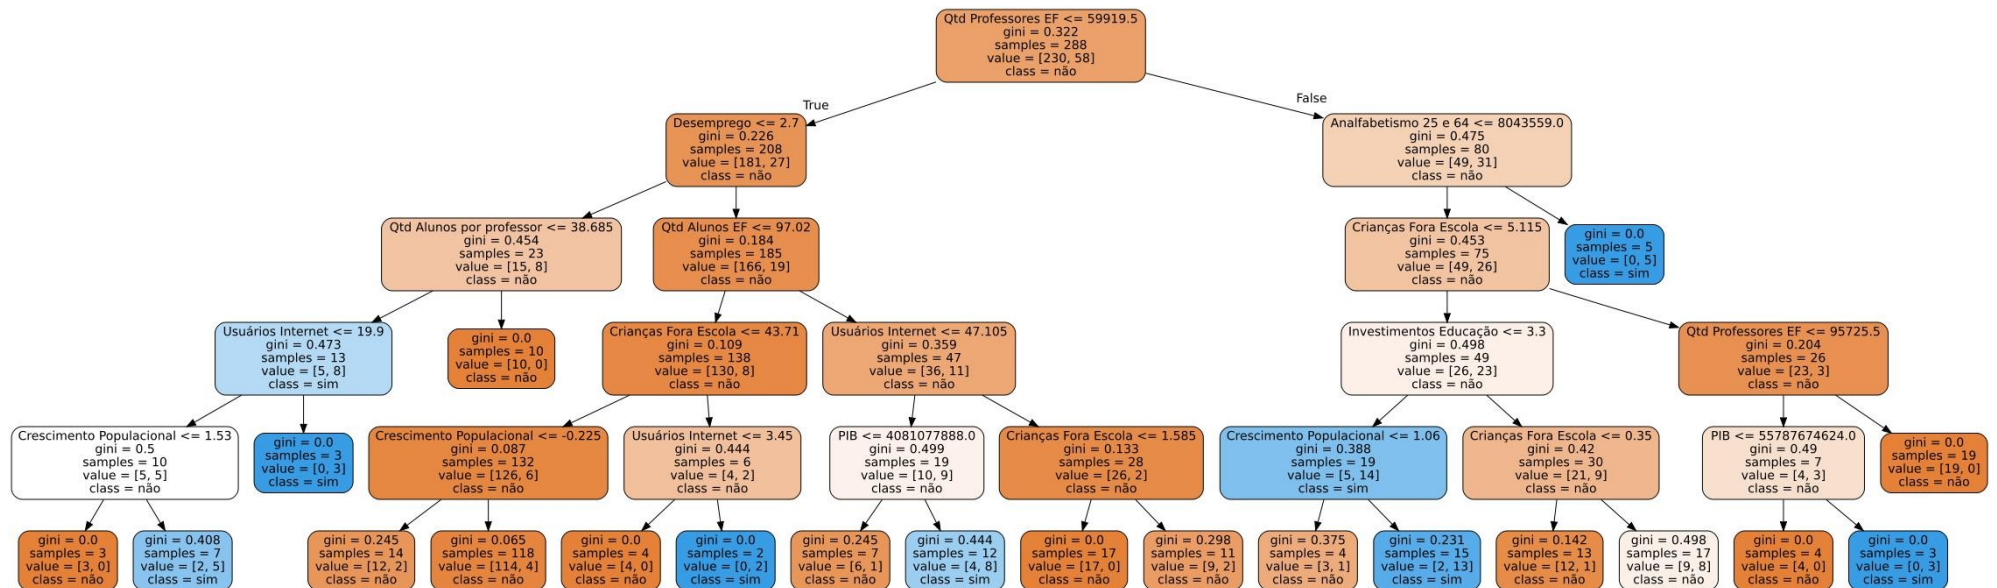 Qtd Professores EF <= 59919.5
gini = 0.322
samples = 288
value = [230, 58]
class = não
True
False
Desemprego <= 2.7
gini = 0.226
samples = 208
value = [181, 27]
class = não
Analfabetismo 25 e 64 <= 8043559.0
gini = 0.475
samples = 80
value = [49, 31]
class = não
Qtd Alunos por professor <= 38.685
gini = 0.454
samples = 23
value = [15, 8]
class = não
Qtd Alunos EF <= 97.02
gini = 0.184
samples = 185
value = [166, 19]
class = não
Crianças Fora Escola <= 5.115
gini = 0.453
samples = 75
value = [49, 26]
class = não
gini = 0.0
samples = 5
value = [0, 5]
class = sim
Usuários Internet <= 19.9
gini = 0.473
samples = 13
value = [5, 8]
class = sim
gini = 0.0
samples = 10
value = [10, 0]
class = não
Crianças Fora Escola <= 43.71
gini = 0.109
samples = 138
value = [130, 8]
class = não
Usuários Internet <= 47.105
gini = 0.359
samples = 47
value = [36, 11]
class = não
Investimentos Educação <= 3.3
gini = 0.498
samples = 49
value = [26, 23]
class = não
Qtd Professores EF <= 95725.5
gini = 0.204
samples = 26
value = [23, 3]
class = não
Crescimento Populacional <= 1.53
gini = 0.5
samples = 10
value = [5, 5]
class = não
gini = 0.0
samples = 3
value = [0, 3]
class = sim
Crescimento Populacional <= -0.225
gini = 0.087
samples = 132
value = [126, 6]
class = não
Usuários Internet <= 3.45
gini = 0.444
samples = 6
value = [4, 2]
class = não
PIB <= 4081077888.0
gini = 0.499
samples = 19
value = [10, 9]
class = não
Crianças Fora Escola <= 1.585
gini = 0.133
samples = 28
value = [26, 2]
class = não
Crescimento Populacional <= 1.06
gini = 0.388
samples = 19
value = [5, 14]
class = sim
Crianças Fora Escola <= 0.35
gini = 0.42
samples = 30
value = [21, 9]
class = não
PIB <= 55787674624.0
gini = 0.49
samples = 7
value = [4, 3]
class = não
gini = 0.0
samples = 19
value = [19, 0]
class = não
gini = 0.0
samples = 3
value = [3, 0]
class = não
gini = 0.408
samples = 7
value = [2, 5]
class = sim
gini = 0.245
samples = 14
value = [12, 2]
class = não
gini = 0.065
samples = 118
value = [114, 4]
class = não
gini = 0.0
samples = 4
value = [4, 0]
class = não
gini = 0.0
samples = 2
value = [0, 2]
class = sim
gini = 0.245
samples = 7
value = [6, 1]
class = não
gini = 0.444
samples = 12
value = [4, 8]
class = sim
gini = 0.0
samples = 17
value = [17, 0]
class = não
gini = 0.298
samples = 11
value = [9, 2]
class = não
gini = 0.375
samples = 4
value = [3, 1]
class = não
gini = 0.231
samples = 15
value = [2, 13]
class = sim
gini = 0.142
samples = 13
value = [12, 1]
class = não
gini = 0.498
samples = 17
value = [9, 8]
class = não
gini = 0.0
samples = 4
value = [4, 0]
class = não
gini = 0.0
samples = 3
value = [0, 3]
class = sim